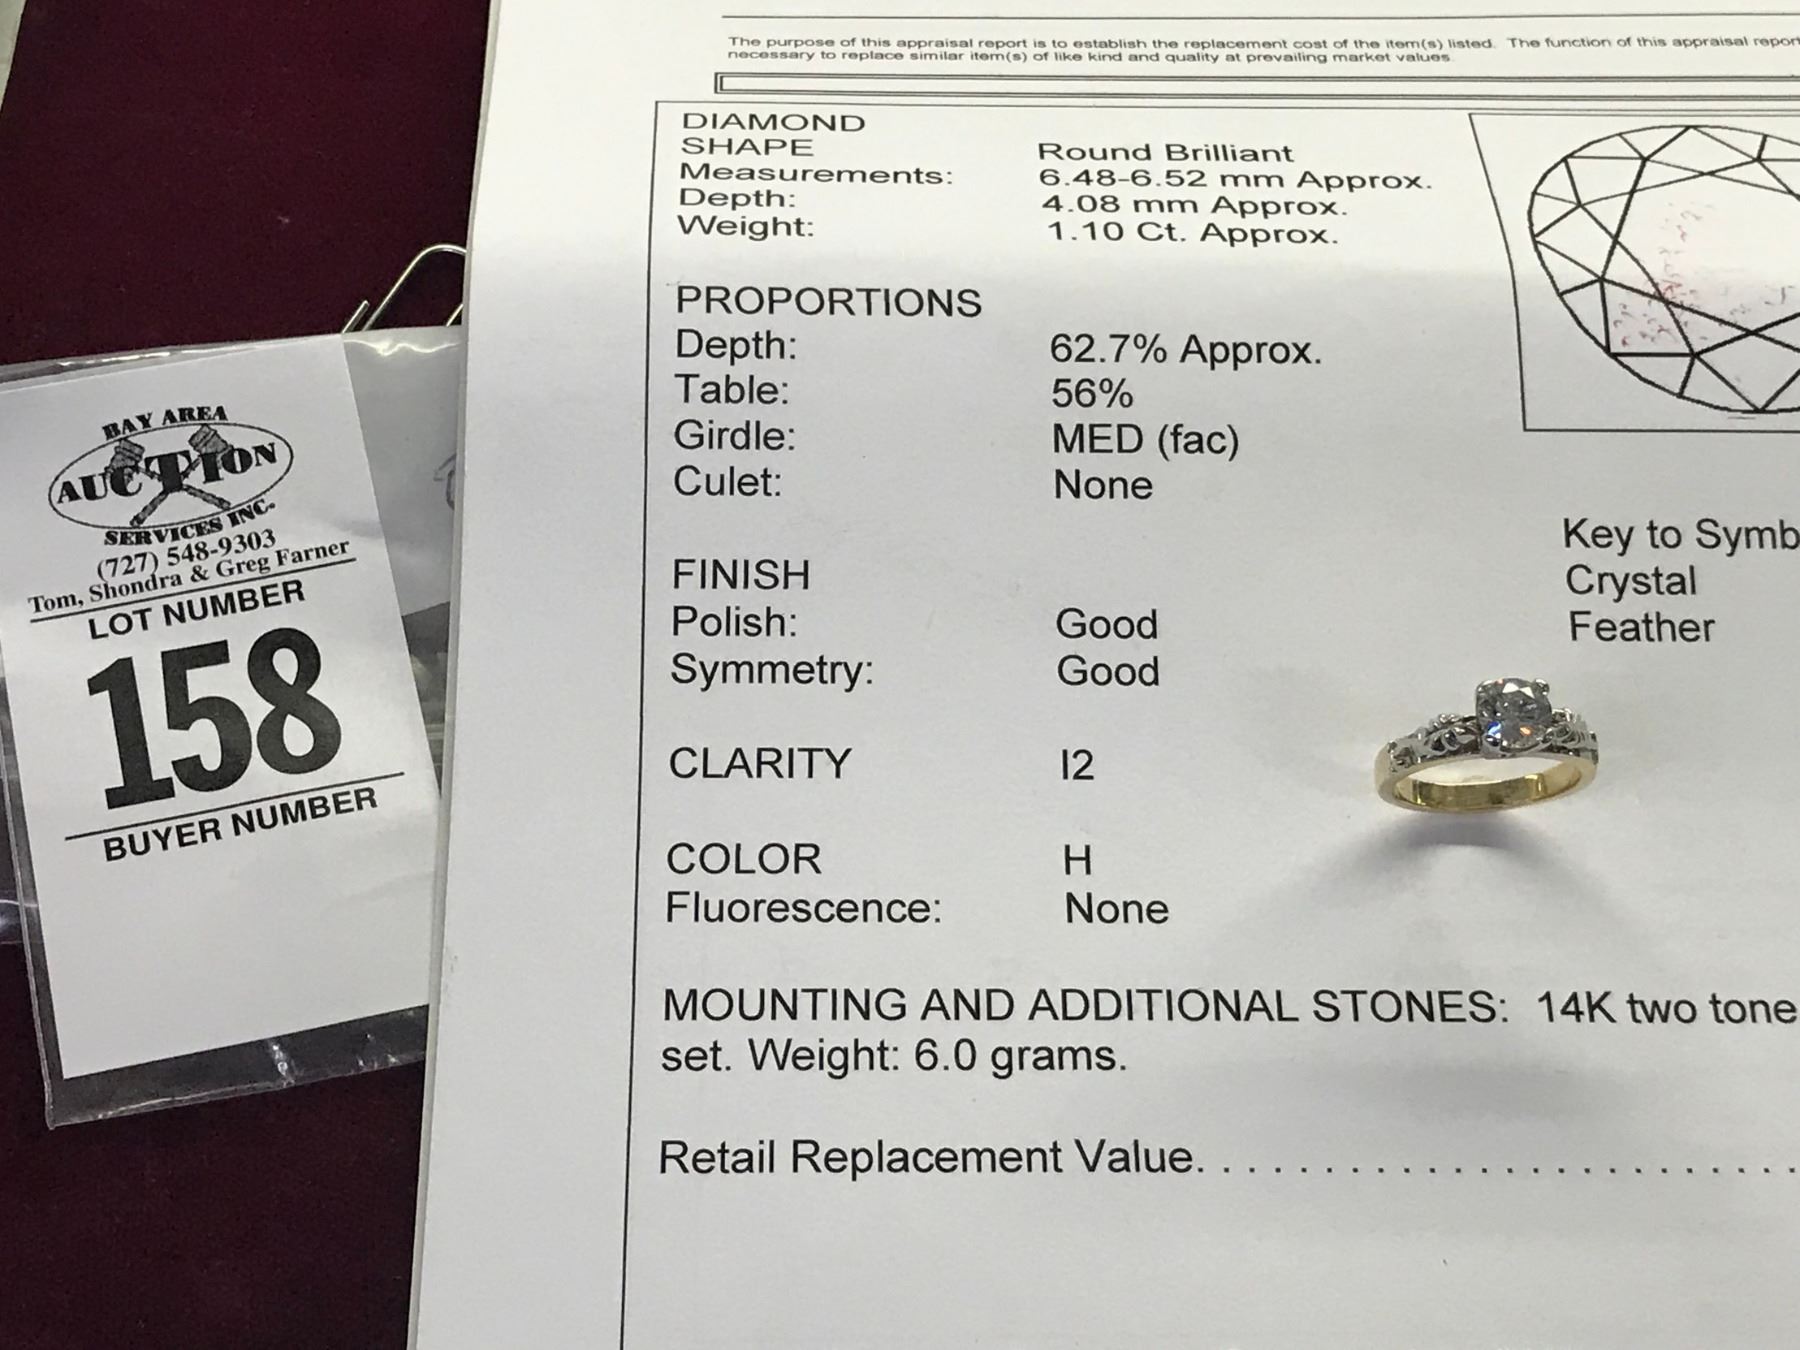 The purpose of this appraisal report is to establish the replacement cost of the item(s) listed. The function of this appraisal report
necessary to replace similar item(s) of like kind and quality at prevailing market values.
DIAMOND
SHAPE Round Brilliant
Measurements: 6.48-6.52 mm Approx.
Depth: 4.08 mm Approx.
Weight: 1.10 Ct. Approx.
PROPORTIONS
Depth: 62.7% Approx.
Table: 56%
Girdle: MED (fac)
Culet: None
Key to Symb
Crystal
Feather
FINISH
Polish: Good
Symmetry: Good
CLARITY I2
COLOR H
Fluorescence: None
MOUNTING AND ADDITIONAL STONES: 14K two tone
set. Weight: 6.0 grams.
Retail Replacement Value. . . . . . . . . . . . . . . . . . . . . . . . .
BAY AREA
AUCTION
SERVICES INC.
(727) 548-9303
Tom, Shondra & Greg Farner
LOT NUMBER
158
BUYER NUMBER